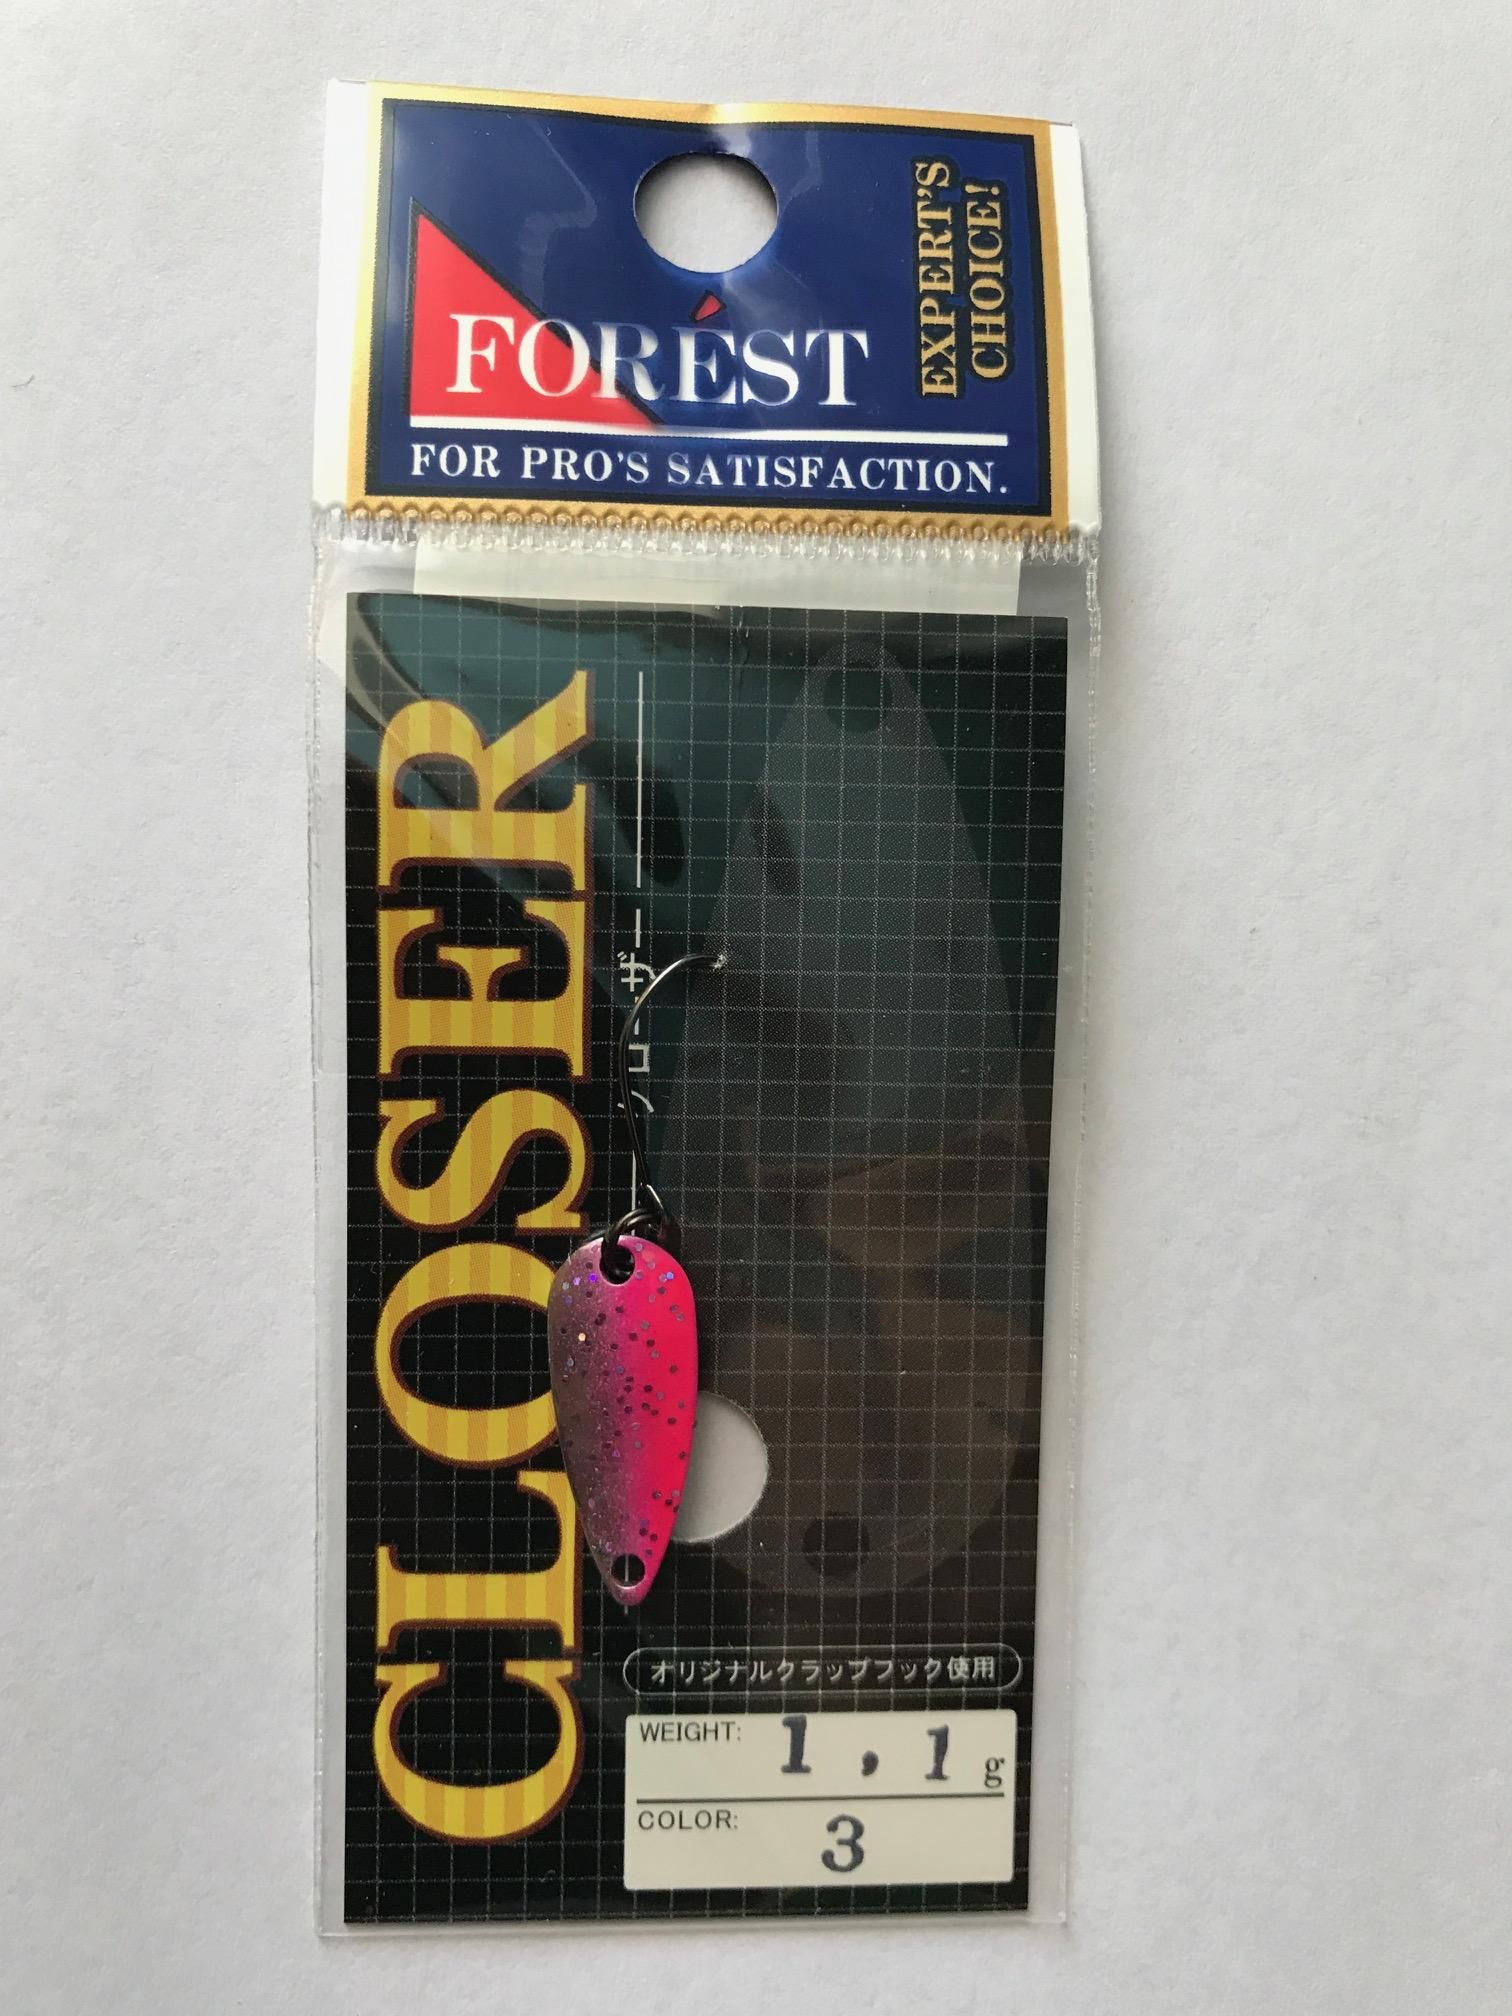 FORÉST
FOR PRO'S SATISFACTION.
EXPERT'S
CHOICE!
CLOSER
クローザー
オリジナルクラップフック使用
WEIGHT: 1,1 g
COLOR: 3